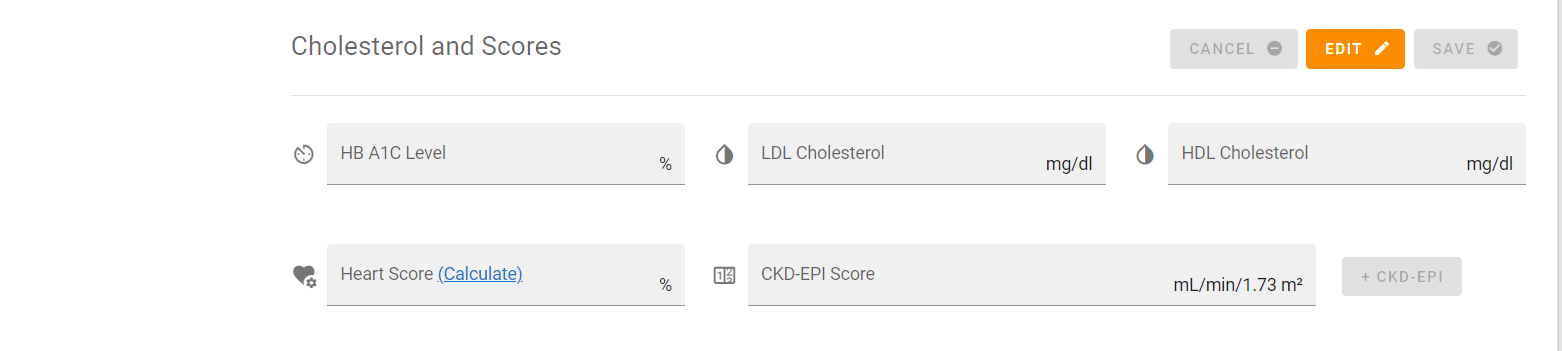 Cholesterol and Scores
CANCEL EDIT SAVE
HB A1C Level % LDL Cholesterol mg/dl HDL Cholesterol mg/dl
Heart Score (Calculate) % CKD-EPI Score mL/min/1.73 m² + CKD-EPI